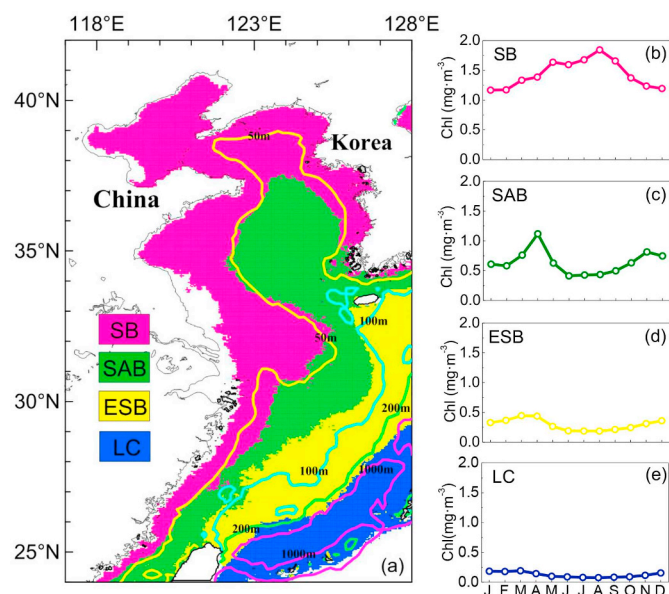 118°E 123°E 128°E
40°N
35°N
30°N
25°N
China
Korea
50m
50m
100m
200m
1000m
100m
200m
1000m
SB
SAB
ESB
LC
(a)
SB (b)
Chl (mg·m⁻³)
2.0
1.5
1.0
0.5
0.0
SAB (c)
Chl (mg·m⁻³)
2.0
1.5
1.0
0.5
0.0
ESB (d)
Chl (mg·m⁻³)
2.0
1.5
1.0
0.5
0.0
LC (e)
Chl(mg·m⁻³)
2.0
1.5
1.0
0.5
0.0
J F M A M J J A S O N D